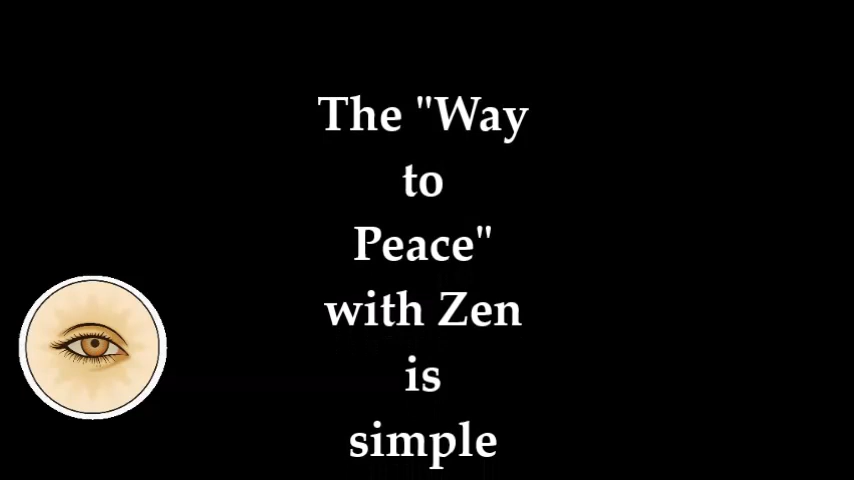 The "Way
to
Peace"
with Zen
is
simple